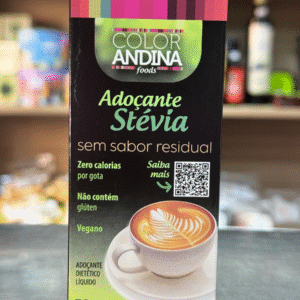 COLOR
ANDINA
foods
Adoçante
Stévia
sem sabor residual
Zero calorias
por gota
Saiba
mais
Não contém
glúten
Vegano
ADOÇANTE
DIETÉTICO
LÍQUIDO